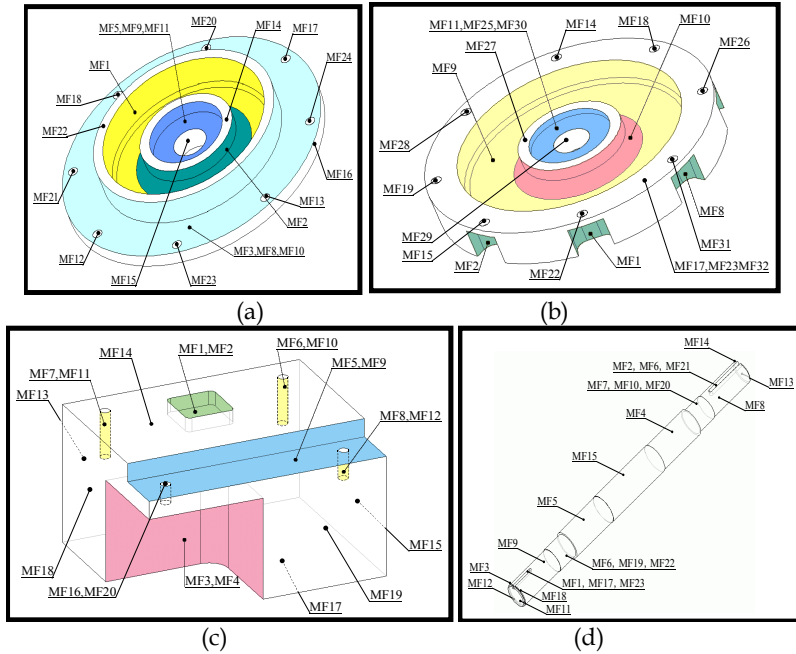 MF20
MF5,MF9,MF11
MF14
MF17
MF1
MF24
MF18
MF22
MF16
MF21
MF13
MF2
MF12
MF3,MF8,MF10
MF15
MF23
(a)
MF14
MF18
MF11,MF25,MF30
MF10
MF27
MF26
MF9
MF28
MF19
MF8
MF29
MF31
MF15
MF2
MF22
MF1
MF17,MF23MF32
(b)
MF6,MF10
MF1,MF2
MF14
MF5,MF9
MF7,MF11
MF13
MF8,MF12
MF15
MF18
MF19
MF16,MF20
MF3,MF4
MF17
(c)
MF14
MF2, MF6, MF21
MF13
MF7, MF10, MF20
MF8
MF4
MF15
MF5
MF9
MF6, MF19, MF22
MF3
MF1, MF17, MF23
MF12
MF18
MF11
(d)